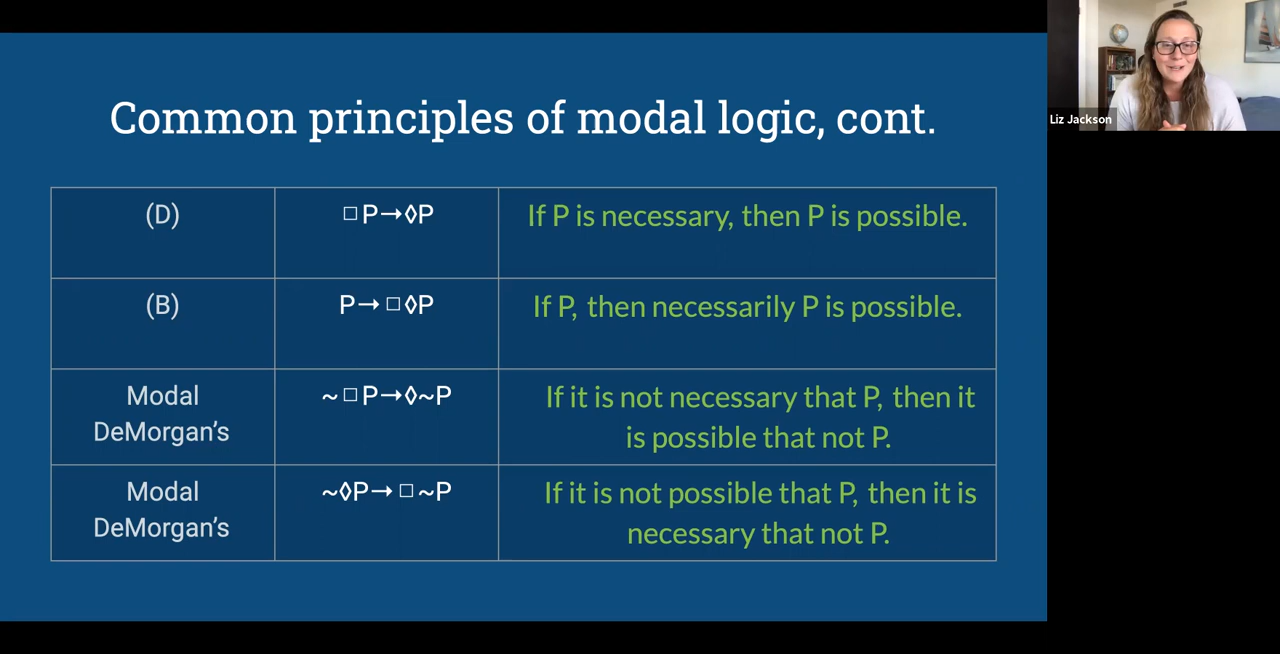 Common principles of modal logic, cont.
Liz Jackson
(D)
□P→◊P
If P is necessary, then P is possible.
(B)
P→□◊P
If P, then necessarily P is possible.
Modal
DeMorgan’s
~□P→◊~P
If it is not necessary that P, then it
is possible that not P.
Modal
DeMorgan’s
~◊P→□~P
If it is not possible that P, then it is
necessary that not P.